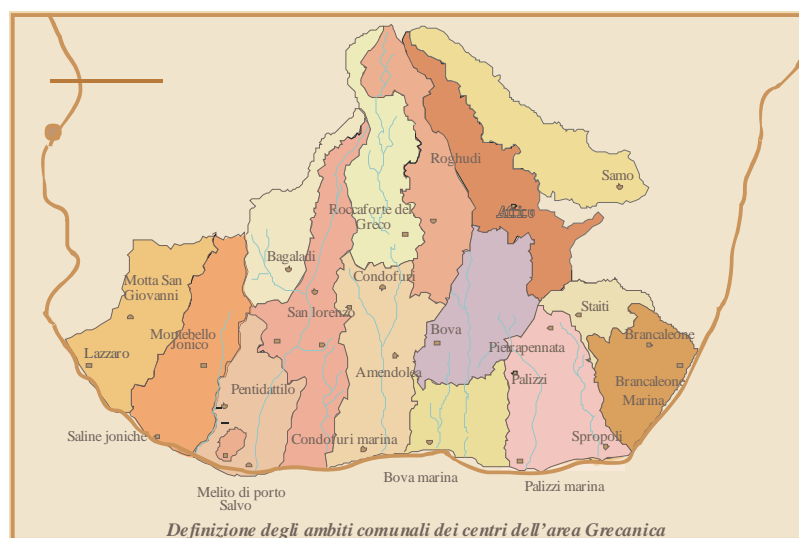 Roghudi
Samo
Roccaforte del
Greco
Africo
Bagaladi
Condofuri
Motta San
Giovanni
San lorenzo
Staiti
Montebello
Jonico
Bova
Brancaleone
Lazzaro
Pietrapennata
Amendolea
Palizzi
Pentidattilo
Brancaleone
Marina
Saline joniche
Condofuri marina
Spropoli
Bova marina
Melito di porto
Salvo
Palizzi marina
Definizione degli ambiti comunali dei centri dell'area Grecanica